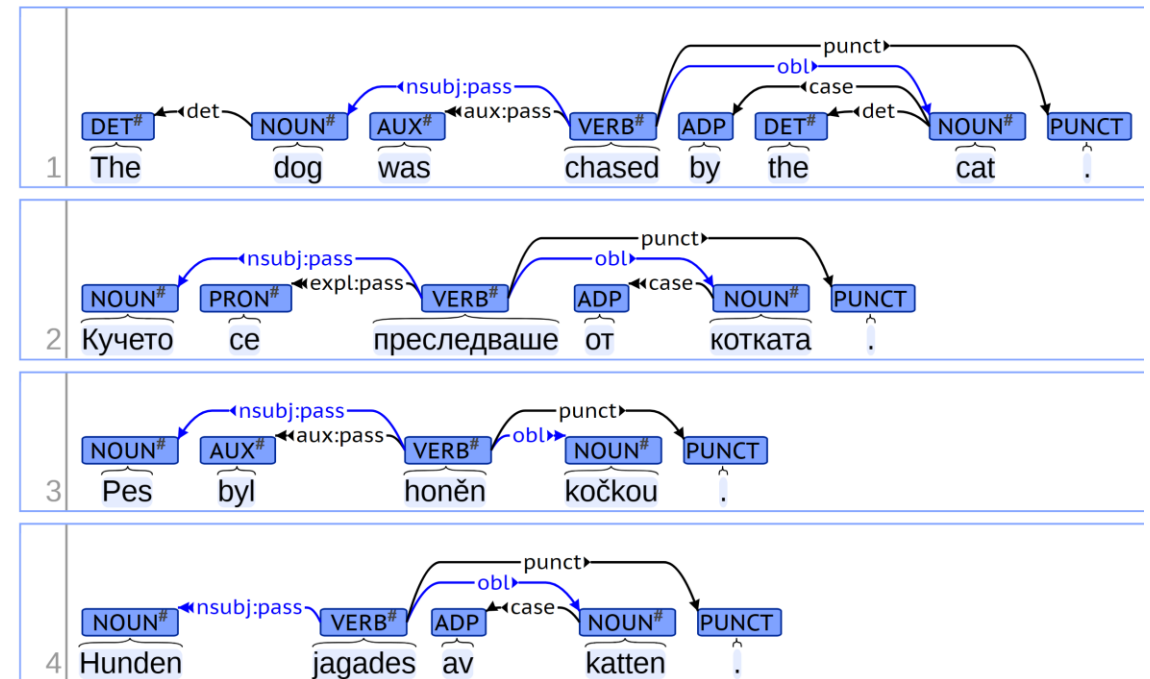 punct
obl
nsubj:pass case
det aux:pass det
DET# NOUN# AUX# VERB# ADP DET# NOUN# PUNCT
1 The dog was chased by the cat .
punct
nsubj:pass obl
expl:pass case
NOUN# PRON# VERB# ADP NOUN# PUNCT
2 Кучето се преследваше от котката .
nsubj:pass punct
aux:pass obl
NOUN# AUX# VERB# NOUN# PUNCT
3 Pes byl honěn kočkou .
punct
obl
nsubj:pass case
NOUN# VERB# ADP NOUN# PUNCT
4 Hunden jagades av katten .